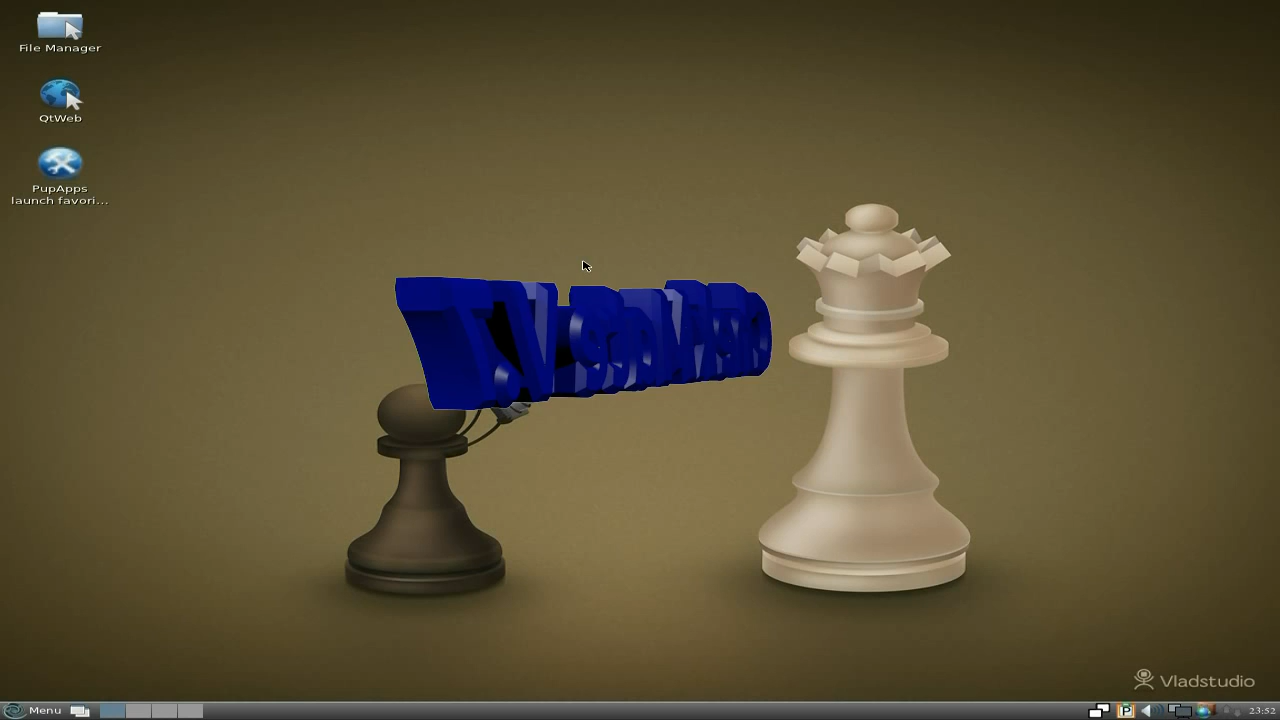 File Manager
QtWeb
PupApps
launch favori...
Vladstudio
Menu
P
23:52